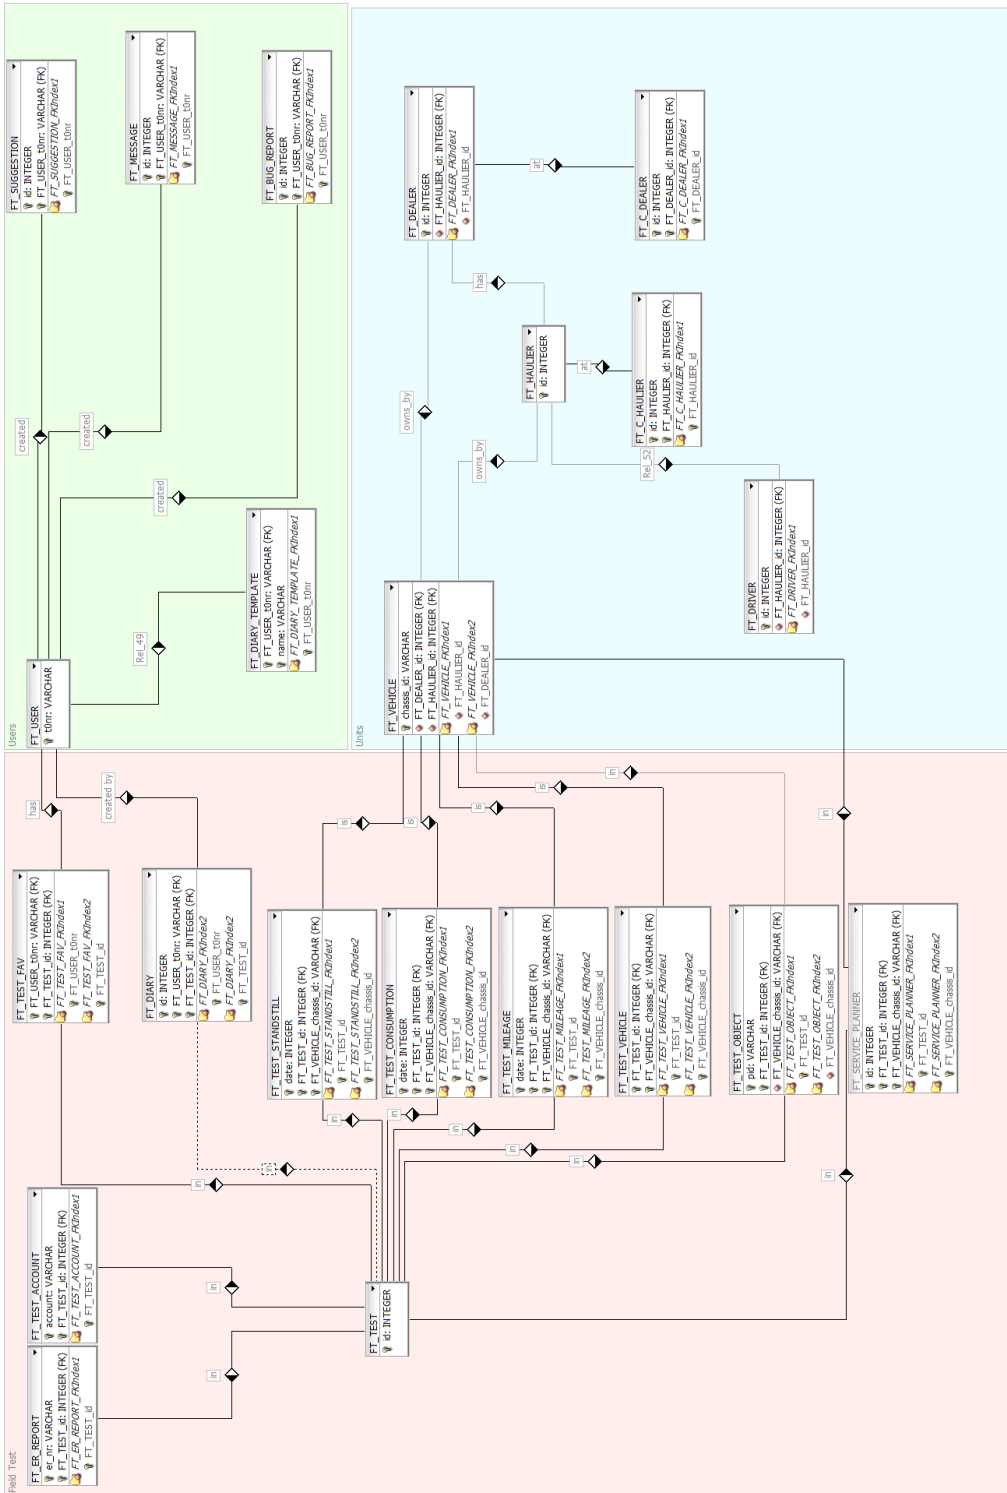 Field Test
FT_ER_REPORT
er_nr: VARCHAR
FT_TEST_id: INTEGER (FK)
FT_ER_REPORT_FKIndex1
FT_TEST_id
in
FT_TEST_ACCOUNT
account: VARCHAR
FT_TEST_id: INTEGER (FK)
FT_TEST_ACCOUNT_FKIndex1
FT_TEST_id
in
FT_TEST
id: INTEGER
FT_TEST_FAV
FT_USER_t0nr: VARCHAR (FK)
FT_TEST_id: INTEGER (FK)
FT_TEST_FAV_FKIndex1
FT_USER_t0nr
FT_TEST_FAV_FKIndex2
FT_TEST_id
in
has
FT_DIARY
id: INTEGER
FT_USER_t0nr: VARCHAR (FK)
FT_TEST_id: INTEGER (FK)
FT_DIARY_FKIndex2
FT_USER_t0nr
FT_DIARY_FKIndex2
FT_TEST_id
in
created by
FT_TEST_STANDSTILL
date: INTEGER
FT_TEST_id: INTEGER (FK)
FT_VEHICLE_chassis_id: VARCHAR (FK)
FT_TEST_STANDSTILL_FKIndex1
FT_TEST_id
FT_TEST_STANDSTILL_FKIndex2
FT_VEHICLE_chassis_id
in
is
FT_TEST_CONSUMPTION
date: INTEGER
FT_TEST_id: INTEGER (FK)
FT_VEHICLE_chassis_id: VARCHAR (FK)
FT_TEST_CONSUMPTION_FKIndex1
FT_TEST_id
FT_TEST_CONSUMPTION_FKIndex2
FT_VEHICLE_chassis_id
in
is
FT_TEST_MILEAGE
date: INTEGER
FT_TEST_id: INTEGER (FK)
FT_VEHICLE_chassis_id: VARCHAR (FK)
FT_TEST_MILEAGE_FKIndex1
FT_TEST_id
FT_TEST_MILEAGE_FKIndex2
FT_VEHICLE_chassis_id
in
is
FT_TEST_VEHICLE
FT_TEST_id: INTEGER (FK)
FT_VEHICLE_chassis_id: VARCHAR (FK)
FT_TEST_VEHICLE_FKIndex1
FT_TEST_id
FT_TEST_VEHICLE_FKIndex2
FT_VEHICLE_chassis_id
in
is
FT_TEST_OBJECT
pid: VARCHAR
FT_TEST_id: INTEGER (FK)
FT_VEHICLE_chassis_id: VARCHAR (FK)
FT_TEST_OBJECT_FKIndex1
FT_TEST_id
FT_TEST_OBJECT_FKIndex2
FT_VEHICLE_chassis_id
in
in
FT_SERVICE_PLANNER
id: INTEGER
FT_TEST_id: INTEGER (FK)
FT_VEHICLE_chassis_id: VARCHAR (FK)
FT_SERVICE_PLANNER_FKIndex1
FT_TEST_id
FT_SERVICE_PLANNER_FKIndex2
FT_VEHICLE_chassis_id
in
in
Users
FT_USER
t0nr: VARCHAR
created
created
created
Rel_49
FT_DIARY_TEMPLATE
FT_USER_t0nr: VARCHAR (FK)
name: VARCHAR
FT_DIARY_TEMPLATE_FKIndex1
FT_USER_t0nr
FT_SUGGESTION
id: INTEGER
FT_USER_t0nr: VARCHAR (FK)
FT_SUGGESTION_FKIndex1
FT_USER_t0nr
FT_MESSAGE
id: INTEGER
FT_USER_t0nr: VARCHAR (FK)
FT_MESSAGE_FKIndex1
FT_USER_t0nr
FT_BUG_REPORT
id: INTEGER
FT_USER_t0nr: VARCHAR (FK)
FT_BUG_REPORT_FKIndex1
FT_USER_t0nr
Units
FT_VEHICLE
chassis_id: VARCHAR
FT_DEALER_id: INTEGER (FK)
FT_HAULIER_id: INTEGER (FK)
FT_VEHICLE_FKIndex1
FT_HAULIER_id
FT_VEHICLE_FKIndex2
FT_DEALER_id
owns_by
owns_by
FT_HAULIER
id: INTEGER
has
at
FT_DEALER
id: INTEGER
FT_HAULIER_id: INTEGER (FK)
FT_DEALER_FKIndex1
FT_HAULIER_id
at
FT_C_DEALER
id: INTEGER
FT_DEALER_id: INTEGER (FK)
FT_C_DEALER_FKIndex1
FT_DEALER_id
FT_C_HAULIER
id: INTEGER
FT_HAULIER_id: INTEGER (FK)
FT_C_HAULIER_FKIndex1
FT_HAULIER_id
Rel_52
FT_DRIVER
id: INTEGER
FT_HAULIER_id: INTEGER (FK)
FT_DRIVER_FKIndex1
FT_HAULIER_id